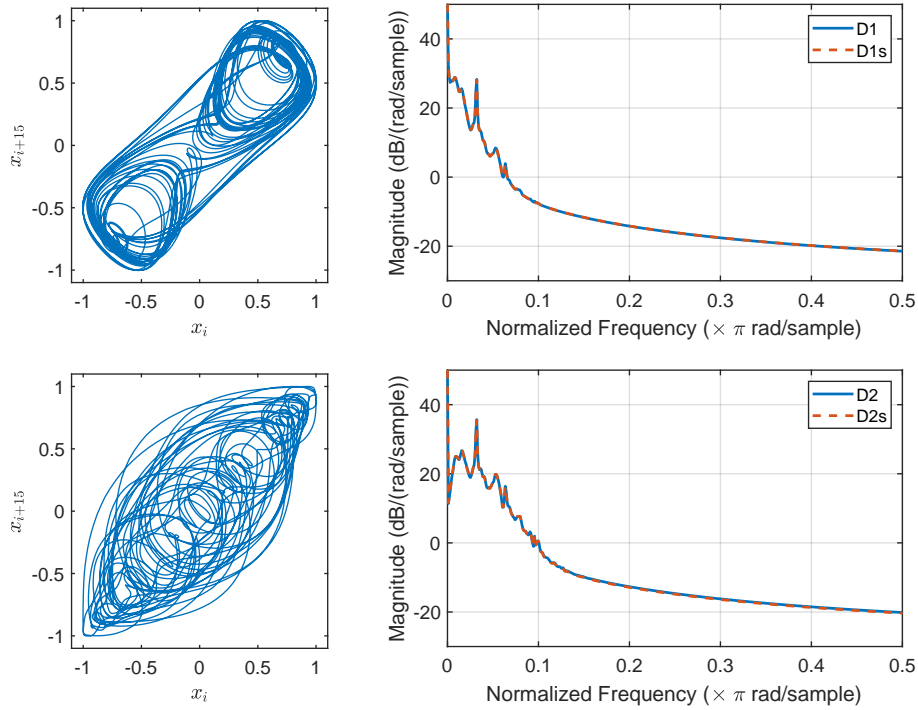 1
0.5
0
-0.5
-1
-1 -0.5 0 0.5 1
x_{i+15}
x_i
40
20
0
-20
0 0.1 0.2 0.3 0.4 0.5
Magnitude (dB/(rad/sample))
Normalized Frequency (× π rad/sample)
D1
D1s
1
0.5
0
-0.5
-1
-1 -0.5 0 0.5 1
x_{i+15}
x_i
40
20
0
-20
0 0.1 0.2 0.3 0.4 0.5
Magnitude (dB/(rad/sample))
Normalized Frequency (× π rad/sample)
D2
D2s